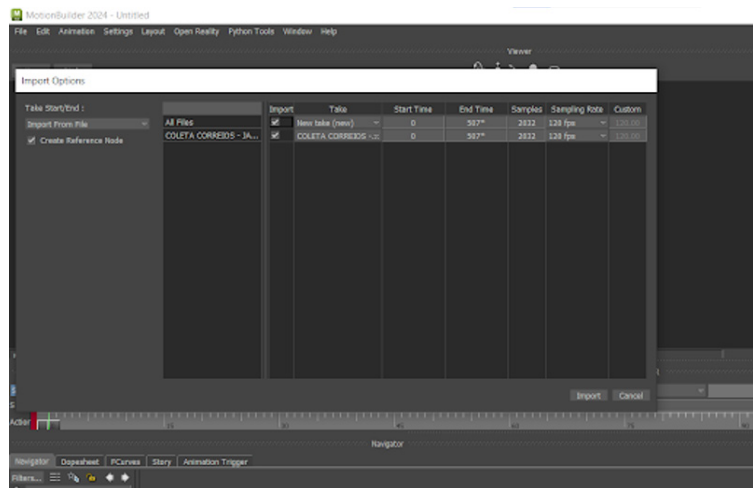 MotionBuilder 2024 - Untitled
File Edit Animation Settings Layout Open Reality Python Tools Window Help
Viewer
Import Options
Take Start/End :
Import From File
Create Reference Node
All Files
COLETA CORREIOS - JA...
Import Take Start Time End Time Samples Sampling Rate Custom
New take (new) 0 507* 2032 120 fps 120.00
COLETA CORREIOS 0 507* 2032 120 fps 120.00
Import Cancel
Action
15 30 45 60 75 90
Navigator
Navigator Dopesheet FCurves Story Animation Trigger
Filters...